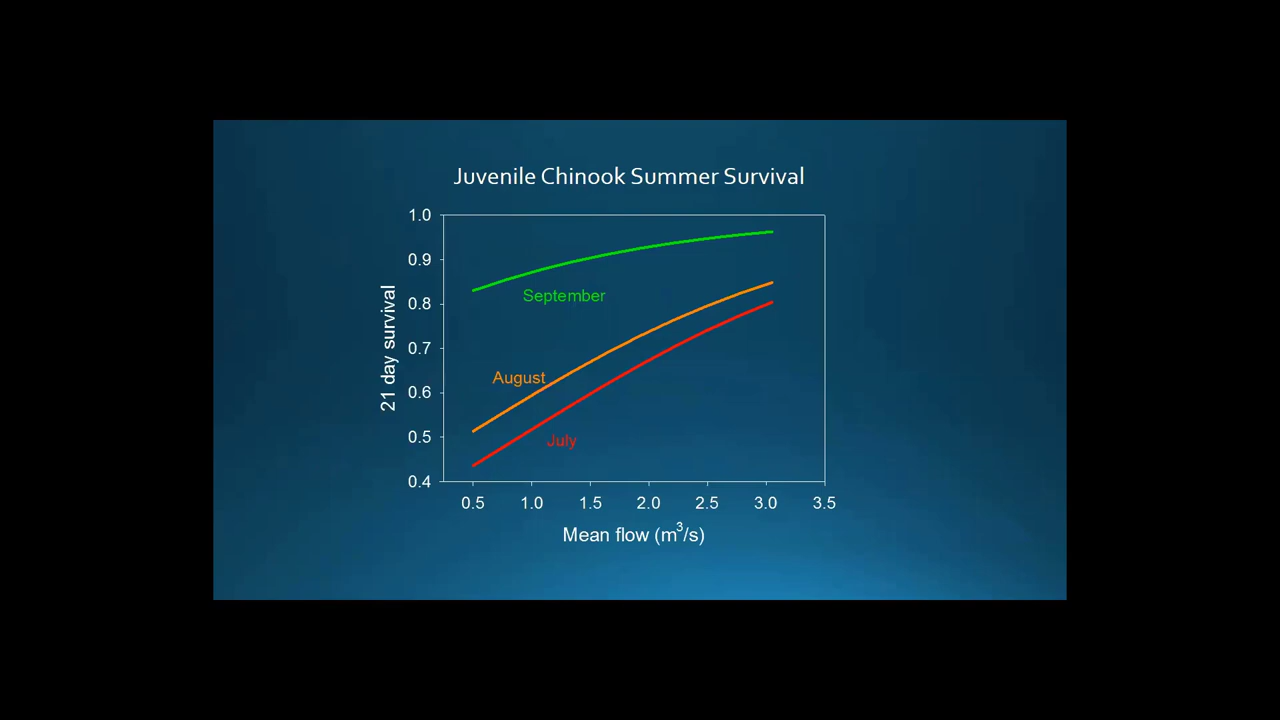 Juvenile Chinook Summer Survival
1.0
0.9
0.8
0.7
0.6
0.5
0.4
21 day survival
September
August
July
0.5 1.0 1.5 2.0 2.5 3.0 3.5
Mean flow (m³/s)